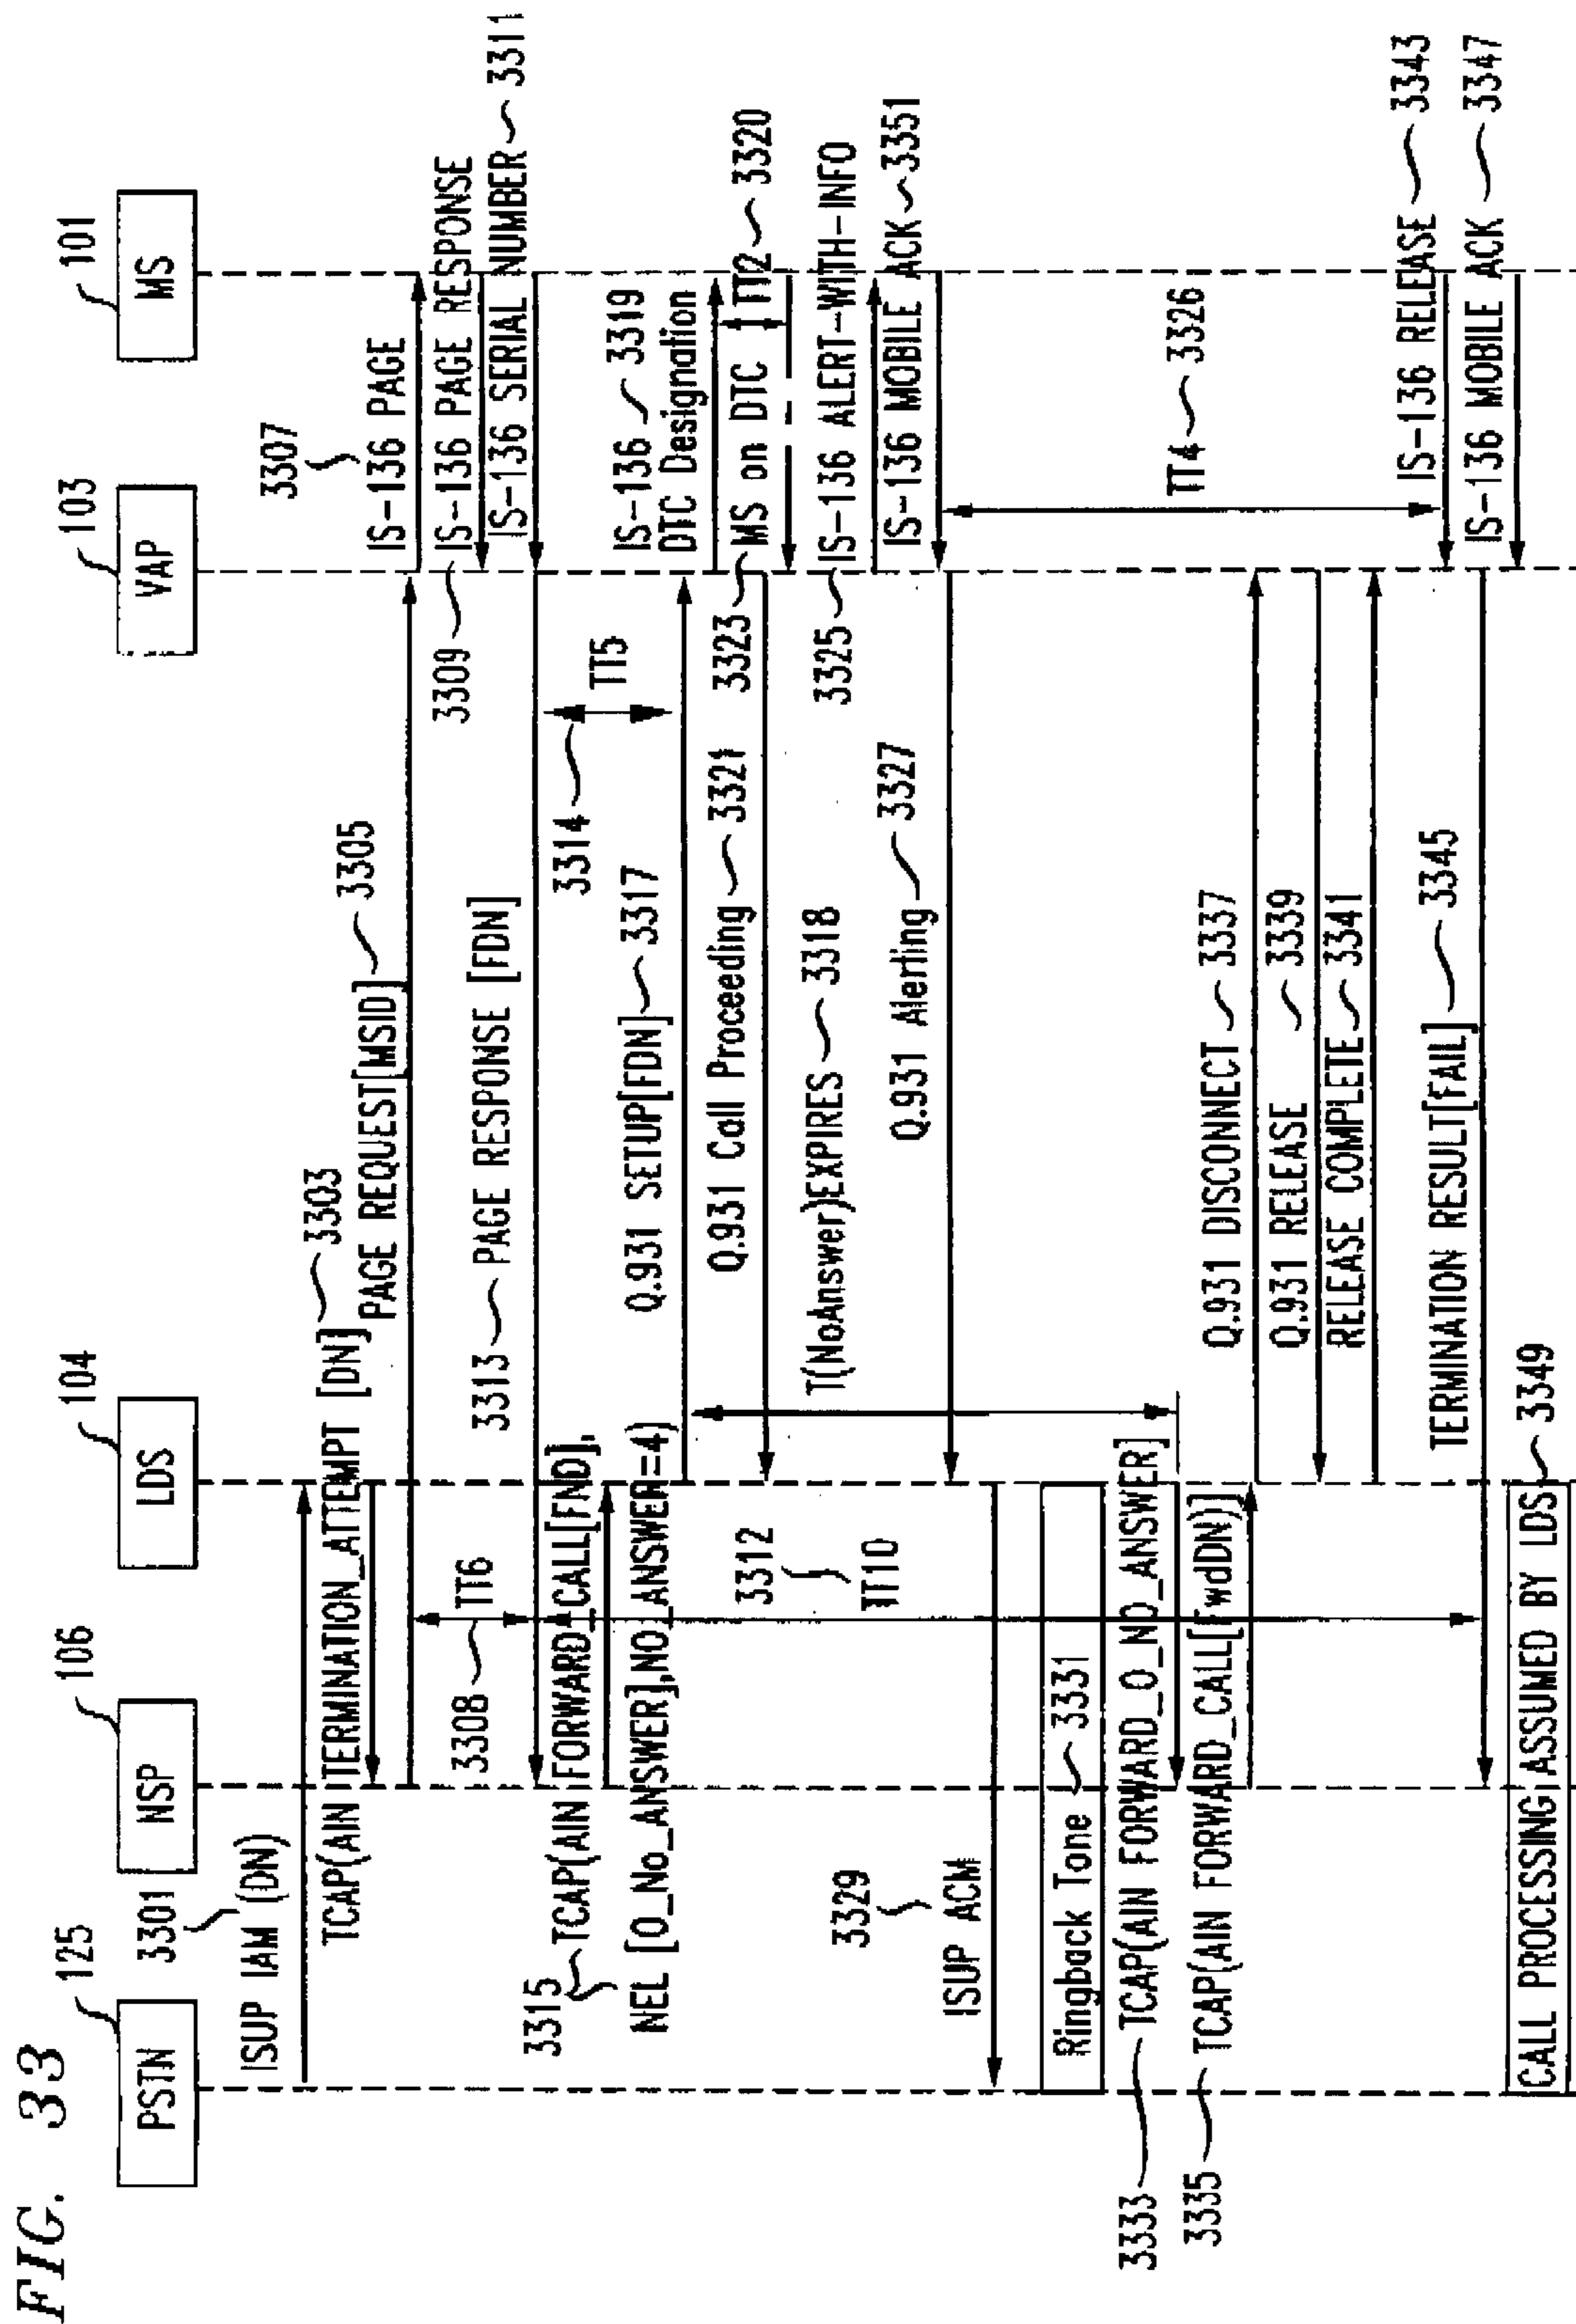 FIG. 33
125
PSTN
106
NSP
104
LDS
103
VAP
101
MS
3301
ISUP IAM (DN)
TCAP(AIN TERMINATION_ATTEMPT [DN] 3303
PAGE REQUEST[MSID] 3305
3307
IS-136 PAGE
3308
TT6
3309
IS-136 PAGE RESPONSE
IS-136 SERIAL NUMBER 3311
3313 PAGE RESPONSE [FDN]
3314
TT5
3315 TCAP(AIN FORWARD_CALL[FND],
NEL [O_No_ANSWER],NO_ANSWER=4)
Q.931 SETUP[FDN] 3317
IS-136 3319
DTC Designation
Q.931 Call Proceeding 3321
3323 MS on DTC
TT2 3320
3312
TT10
T(NoAnswer)EXPIRES 3318
3325 IS-136 ALERT-WITH-INFO
IS-136 MOBILE ACK 3351
Q.931 Alerting 3327
3329
ISUP ACM
Ringback Tone 3331
TT4 3326
3333 TCAP(AIN FORWARD_O_NO_ANSWER]
3335 TCAP(AIN FORWARD_CALL[FwdDN)]
Q.931 DISCONNECT 3337
Q.931 RELEASE 3339
RELEASE COMPLETE 3341
IS-136 RELEASE 3343
TERMINATION RESULT[FAIL] 3345
IS-136 MOBILE ACK 3347
CALL PROCESSING ASSUMED BY LDS 3349